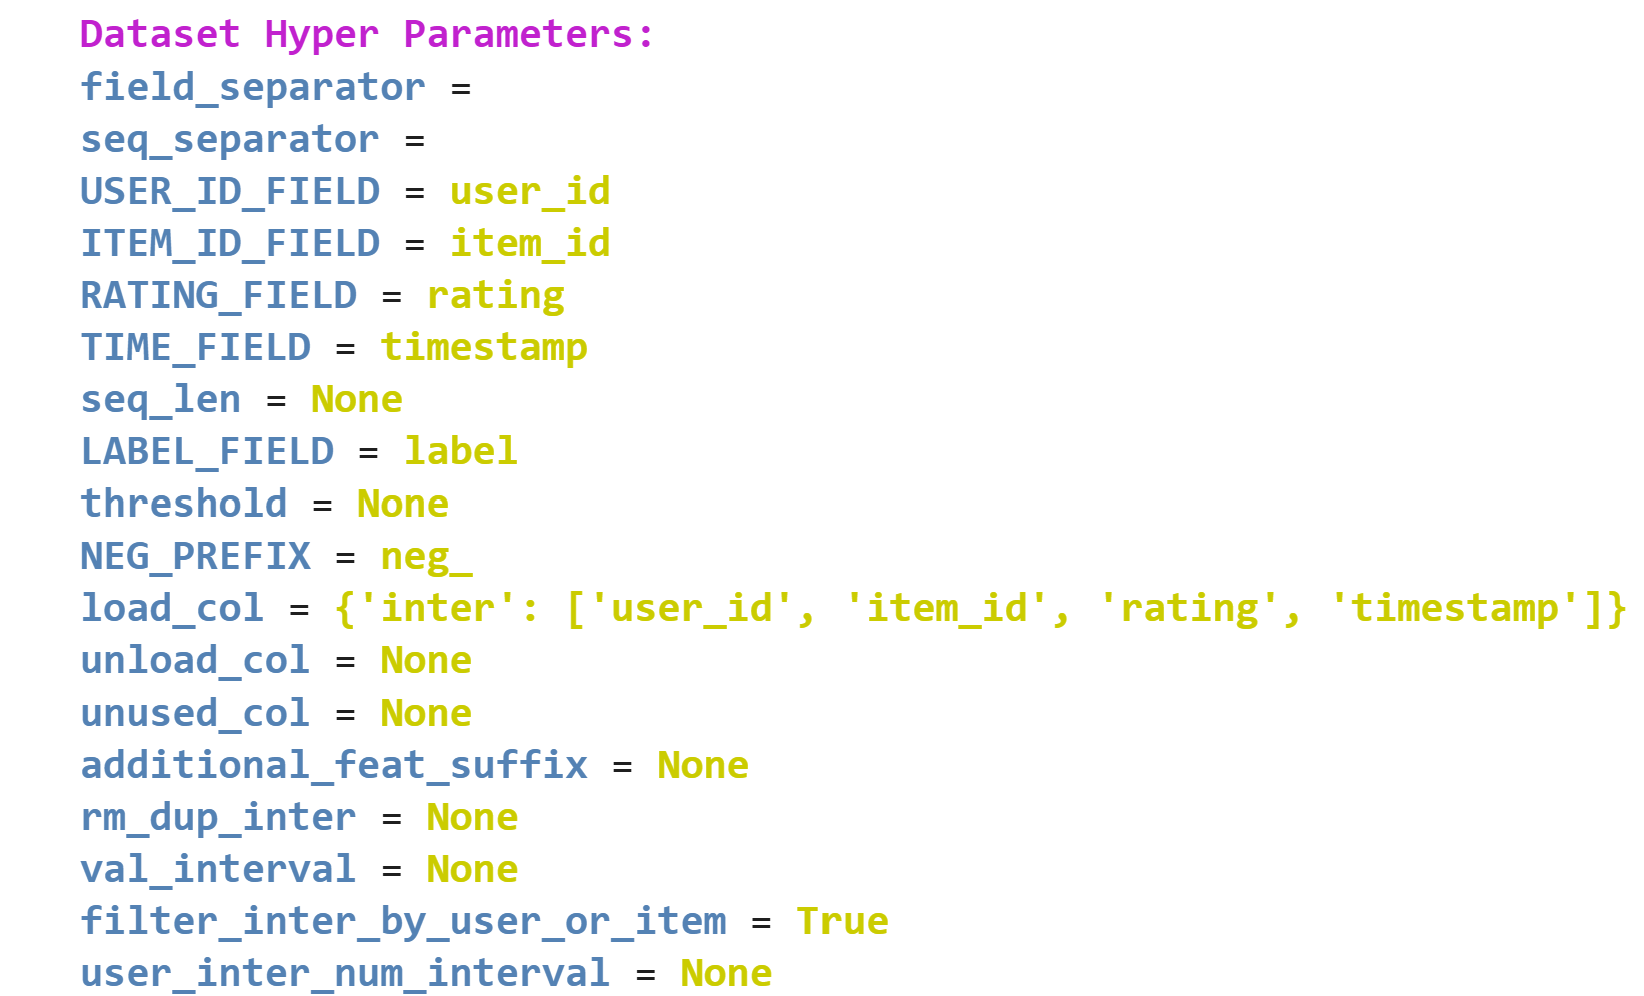 Dataset Hyper Parameters:
field_separator =
seq_separator =
USER_ID_FIELD = user_id
ITEM_ID_FIELD = item_id
RATING_FIELD = rating
TIME_FIELD = timestamp
seq_len = None
LABEL_FIELD = label
threshold = None
NEG_PREFIX = neg_
load_col = {'inter': ['user_id', 'item_id', 'rating', 'timestamp']}
unload_col = None
unused_col = None
additional_feat_suffix = None
rm_dup_inter = None
val_interval = None
filter_inter_by_user_or_item = True
user_inter_num_interval = None